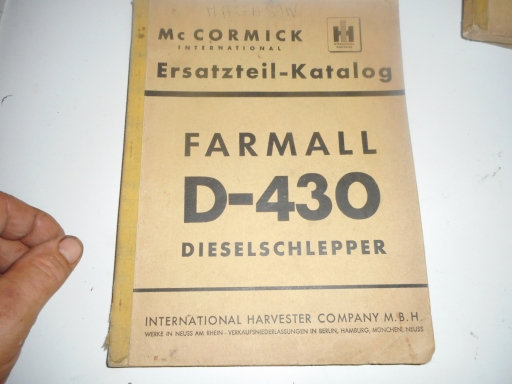 McCORMICK
INTERNATIONAL
Ersatzteil-Katalog
FARMALL
D-430
DIESELSCHLEPPER
INTERNATIONAL HARVESTER COMPANY M.B.H.
WERKE IN NEUSS AM RHEIN - VERKAUFSNIEDERLASSUNGEN IN BERLIN, HAMBURG, MÜNCHEN, NEUSS